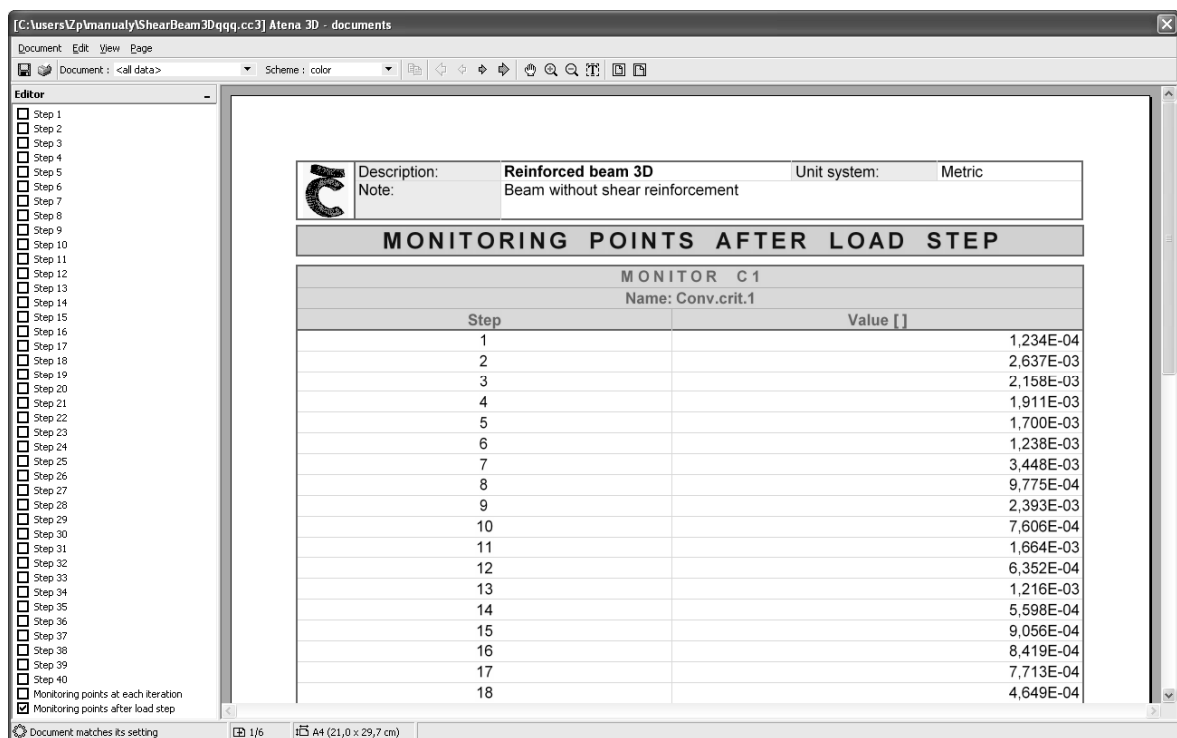 [C:\users\Zp\manualy\ShearBeam3Dqqq.cc3] Atena 3D - documents
Document Edit View Page
Document : <all data> Scheme : color
Editor
Step 1
Step 2
Step 3
Step 4
Step 5
Step 6
Step 7
Step 8
Step 9
Step 10
Step 11
Step 12
Step 13
Step 14
Step 15
Step 16
Step 17
Step 18
Step 19
Step 20
Step 21
Step 22
Step 23
Step 24
Step 25
Step 26
Step 27
Step 28
Step 29
Step 30
Step 31
Step 32
Step 33
Step 34
Step 35
Step 36
Step 37
Step 38
Step 39
Step 40
Monitoring points at each iteration
Monitoring points after load step
Description: Reinforced beam 3D Unit system: Metric
Note: Beam without shear reinforcement
MONITORING POINTS AFTER LOAD STEP
MONITOR C1
Name: Conv.crit.1
Step Value [ ]
1 1,234E-04
2 2,637E-03
3 2,158E-03
4 1,911E-03
5 1,700E-03
6 1,238E-03
7 3,448E-03
8 9,775E-04
9 2,393E-03
10 7,606E-04
11 1,664E-03
12 6,352E-04
13 1,216E-03
14 5,598E-04
15 9,056E-04
16 8,419E-04
17 7,713E-04
18 4,649E-04
Document matches its setting 1/6 A4 (21,0 x 29,7 cm)